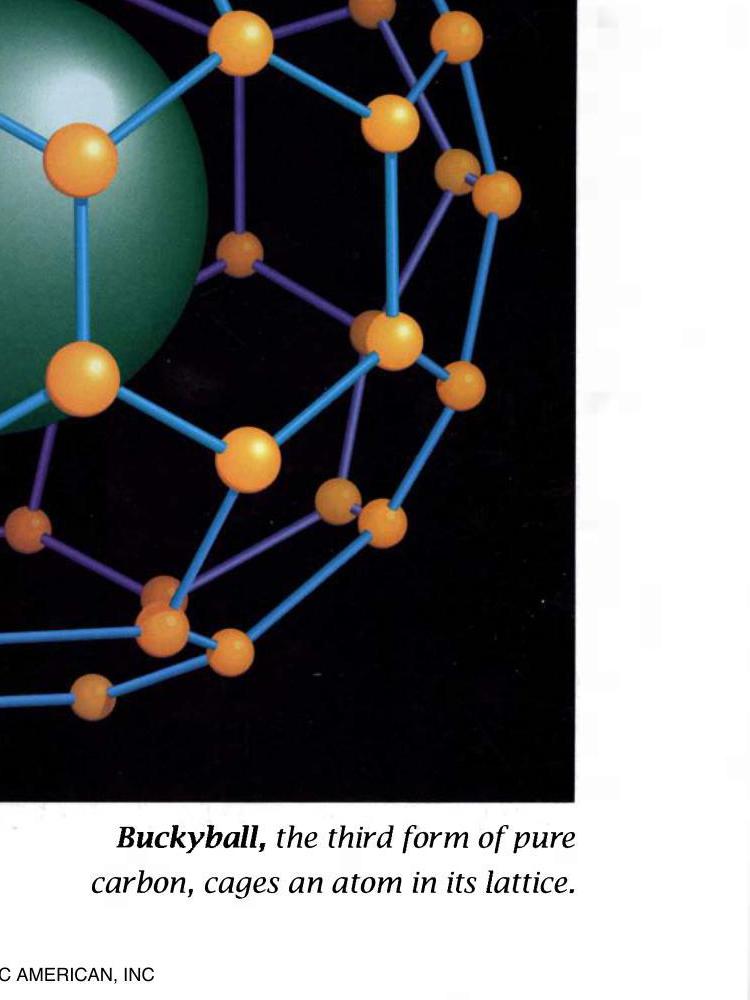 Buckyball, the third form of pure
carbon, cages an atom in its lattice.
C AMERICAN, INC